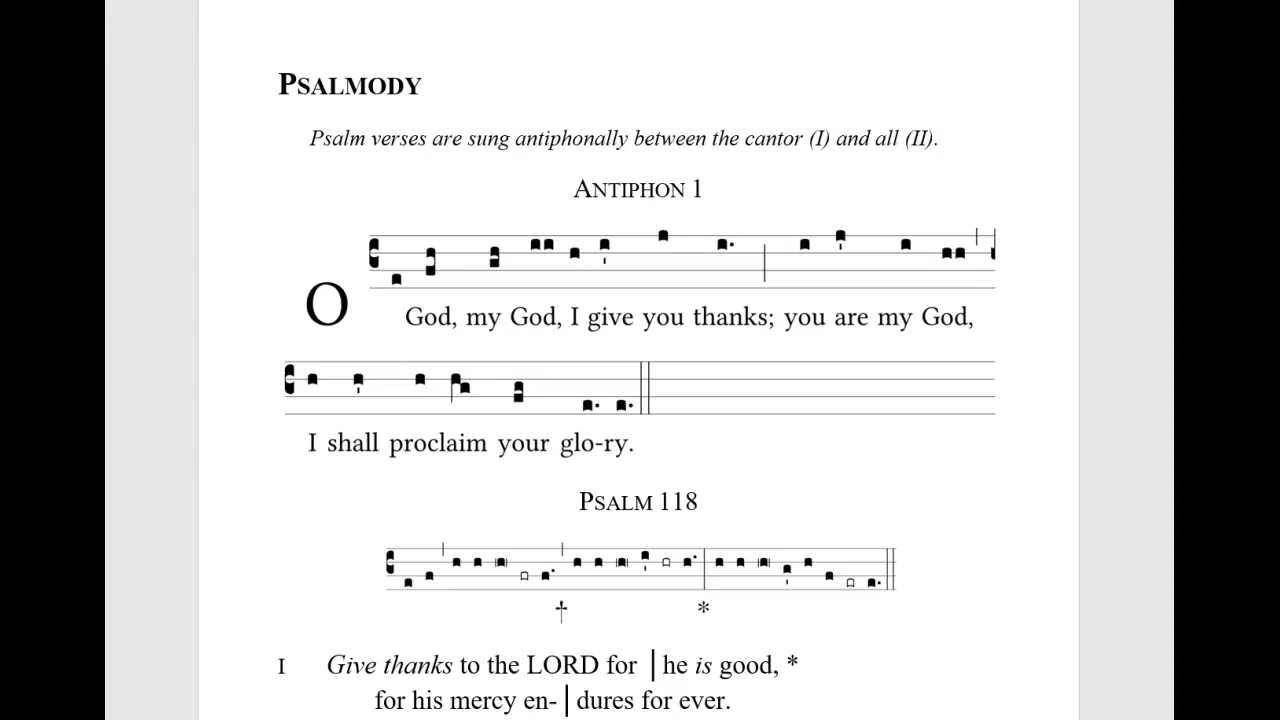 PSALMODY
Psalm verses are sung antiphonally between the cantor (I) and all (II).
ANTIPHON 1
O God, my God, I give you thanks; you are my God,
I shall proclaim your glo-ry.
PSALM 118
† *
I Give thanks to the LORD for | he is good, *
for his mercy en- | dures for ever.